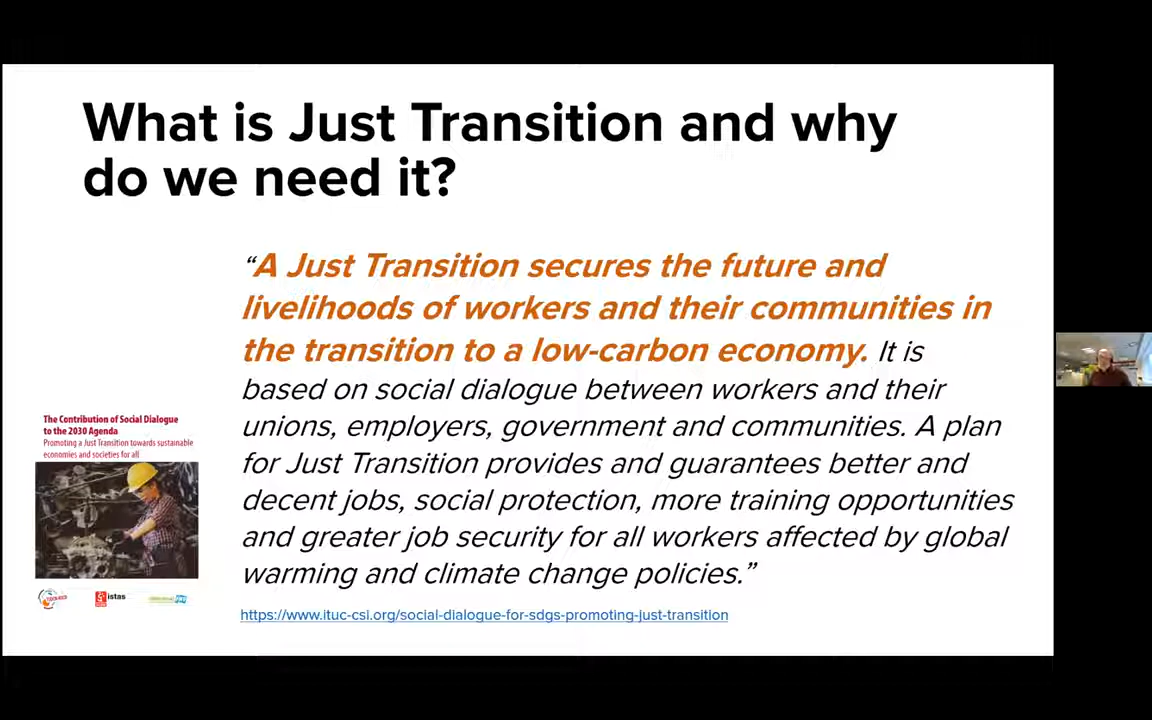 What is Just Transition and why
do we need it?
“A Just Transition secures the future and
livelihoods of workers and their communities in
the transition to a low-carbon economy. It is
based on social dialogue between workers and their
unions, employers, government and communities. A plan
for Just Transition provides and guarantees better and
decent jobs, social protection, more training opportunities
and greater job security for all workers affected by global
warming and climate change policies.”
https://www.ituc-csi.org/social-dialogue-for-sdgs-promoting-just-transition
The Contribution of Social Dialogue
to the 2030 Agenda
Promoting a Just Transition towards sustainable
economies and societies for all
istas